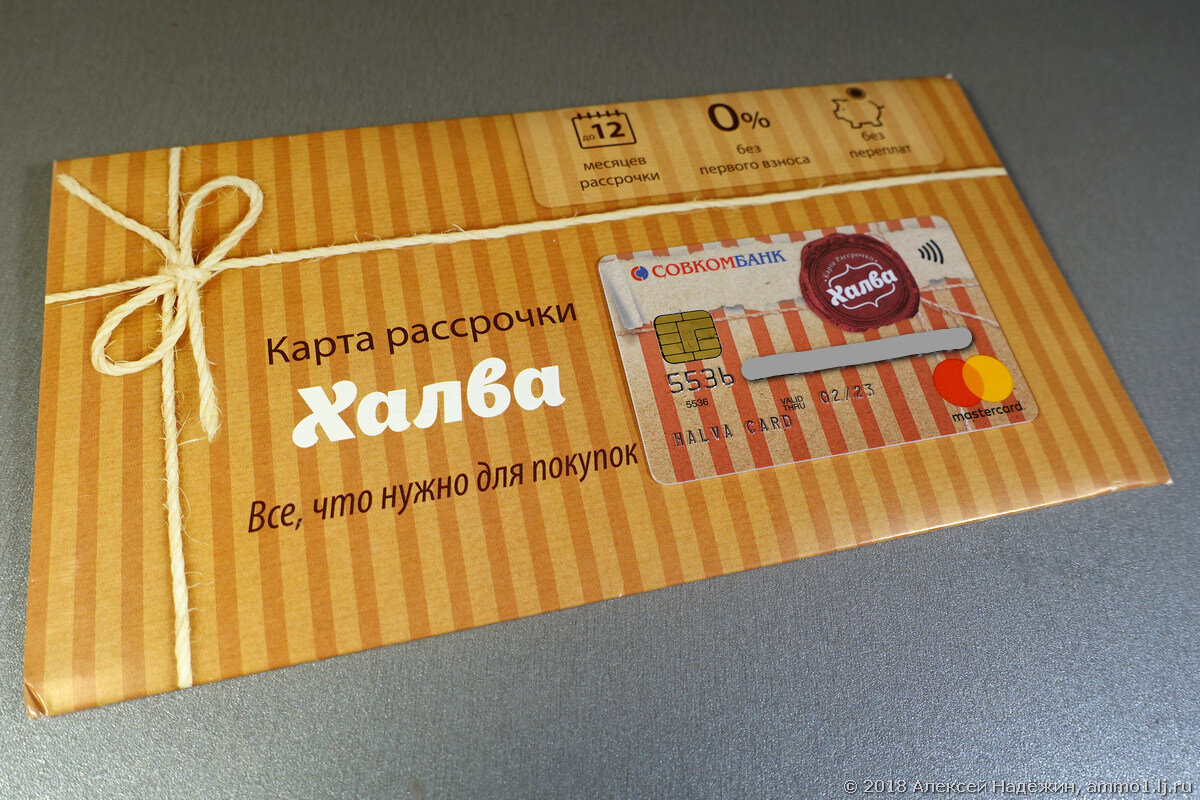 до 12
месяцев
рассрочки
0%
без
первого взноса
без
переплат
Карта рассрочки
Халва
Все, что нужно для покупок
СОВКОМБАНК
Карта Рассрочки
Халва
5536
5536
VALID
THRU
02/23
HALVA CARD
mastercard.
© 2018 Алексей Надёжин, ammo1.lj.ru